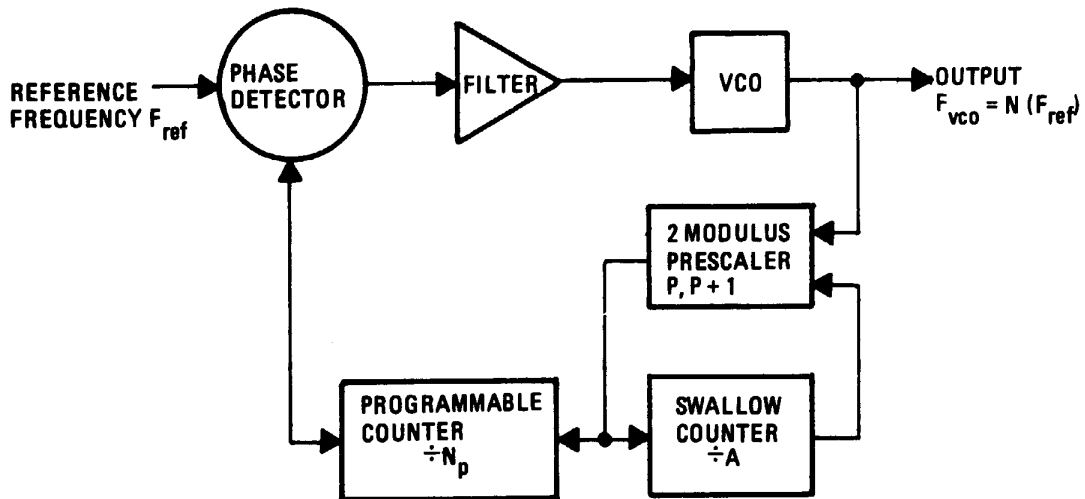 REFERENCE
FREQUENCY F_ref
PHASE
DETECTOR
FILTER
VCO
OUTPUT
F_vco = N (F_ref)
2 MODULUS
PRESCALER
P, P + 1
PROGRAMMABLE
COUNTER
÷N_p
SWALLOW
COUNTER
÷A